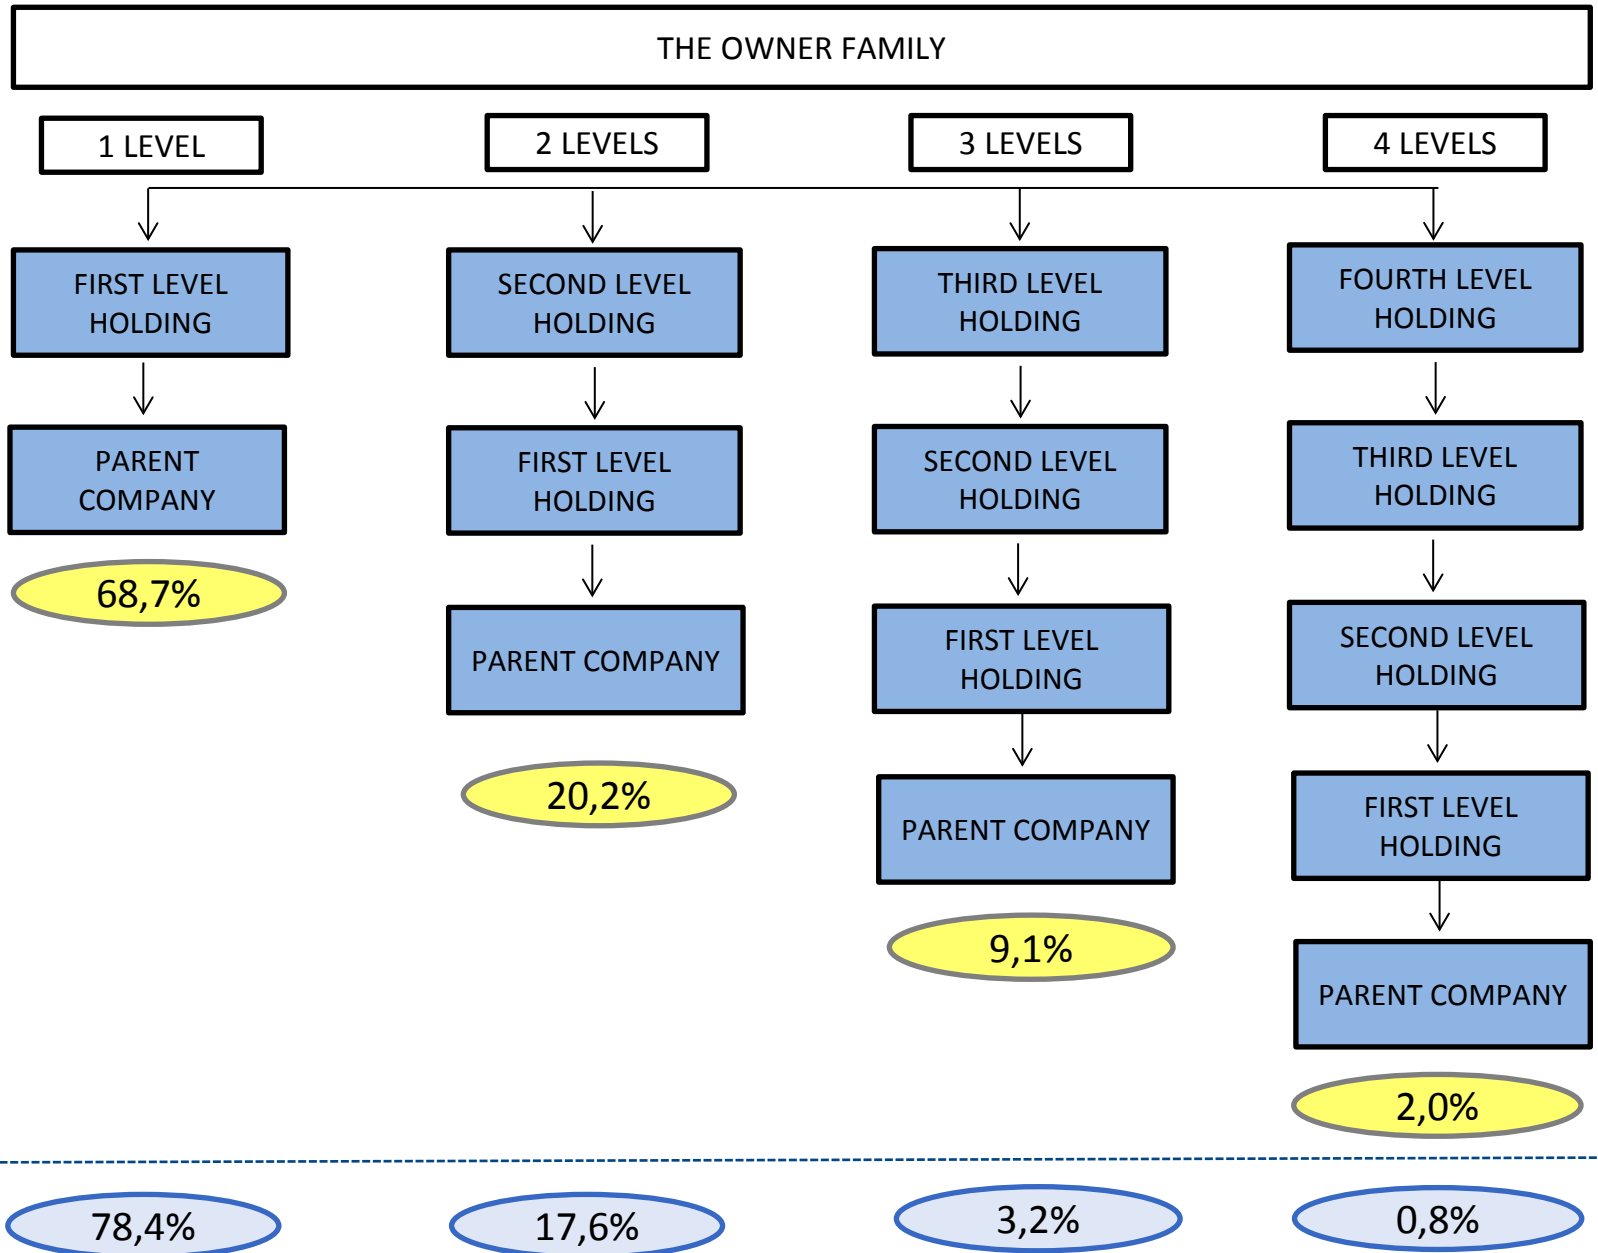 THE OWNER FAMILY
1 LEVEL
2 LEVELS
3 LEVELS
4 LEVELS
FIRST LEVEL
HOLDING
PARENT
COMPANY
68,7%
SECOND LEVEL
HOLDING
FIRST LEVEL
HOLDING
PARENT COMPANY
20,2%
THIRD LEVEL
HOLDING
SECOND LEVEL
HOLDING
FIRST LEVEL
HOLDING
PARENT COMPANY
9,1%
FOURTH LEVEL
HOLDING
THIRD LEVEL
HOLDING
SECOND LEVEL
HOLDING
FIRST LEVEL
HOLDING
PARENT COMPANY
2,0%
78,4%
17,6%
3,2%
0,8%